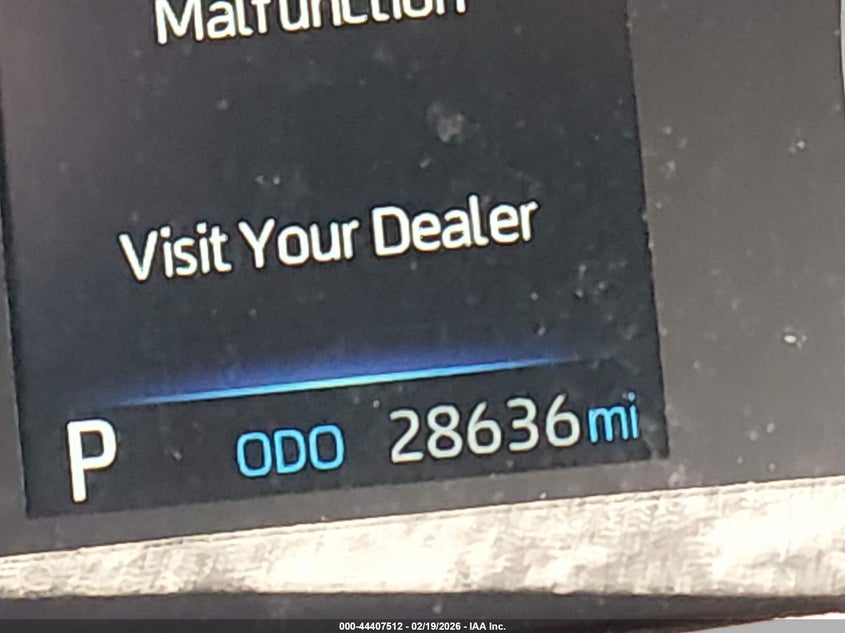 Malfunction
Visit Your Dealer
P ODO 28636 mi
000-44407512 - 02/19/2026 - IAA Inc.